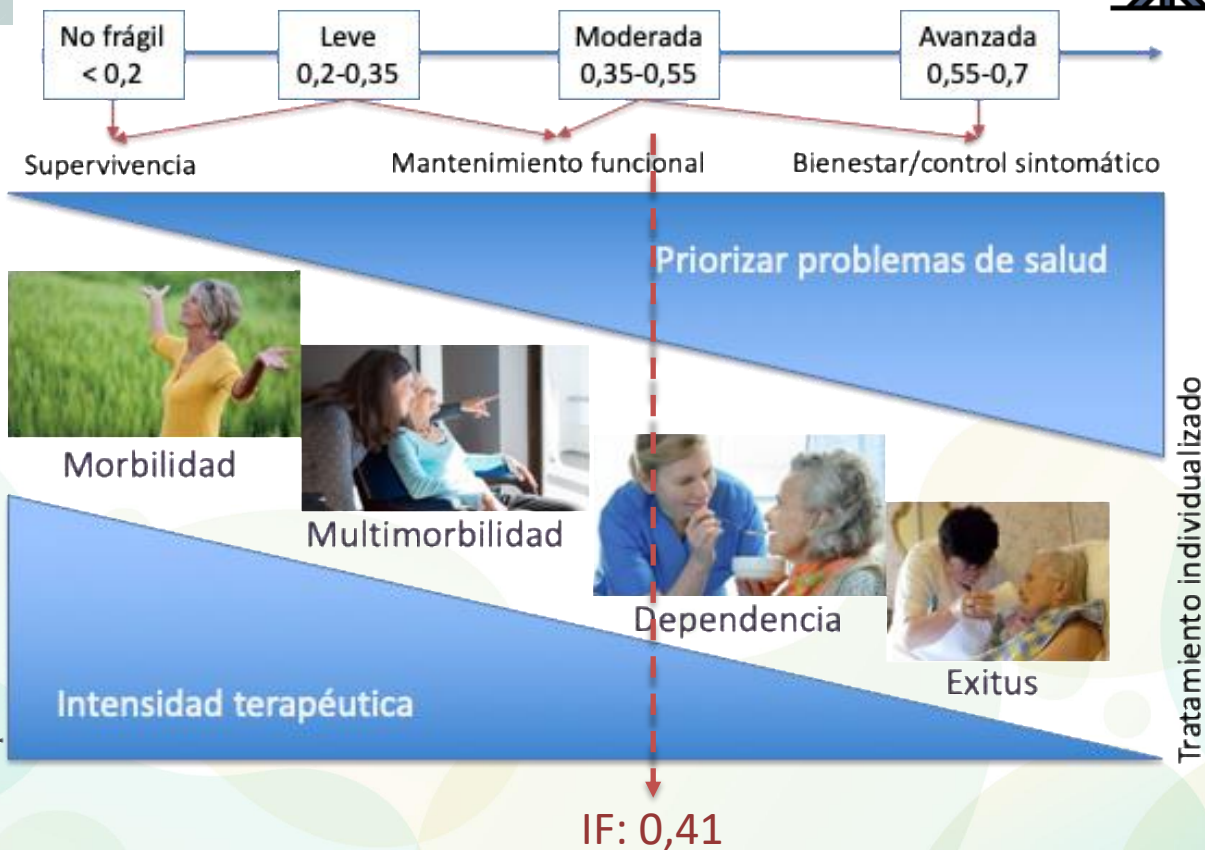 No frágil
< 0,2
Leve
0,2-0,35
Moderada
0,35-0,55
Avanzada
0,55-0,7
Supervivencia
Mantenimiento funcional
Bienestar/control sintomático
Priorizar problemas de salud
Morbilidad
Multimorbilidad
Dependencia
Exitus
Intensidad terapéutica
Tratamiento individualizado
IF: 0,41